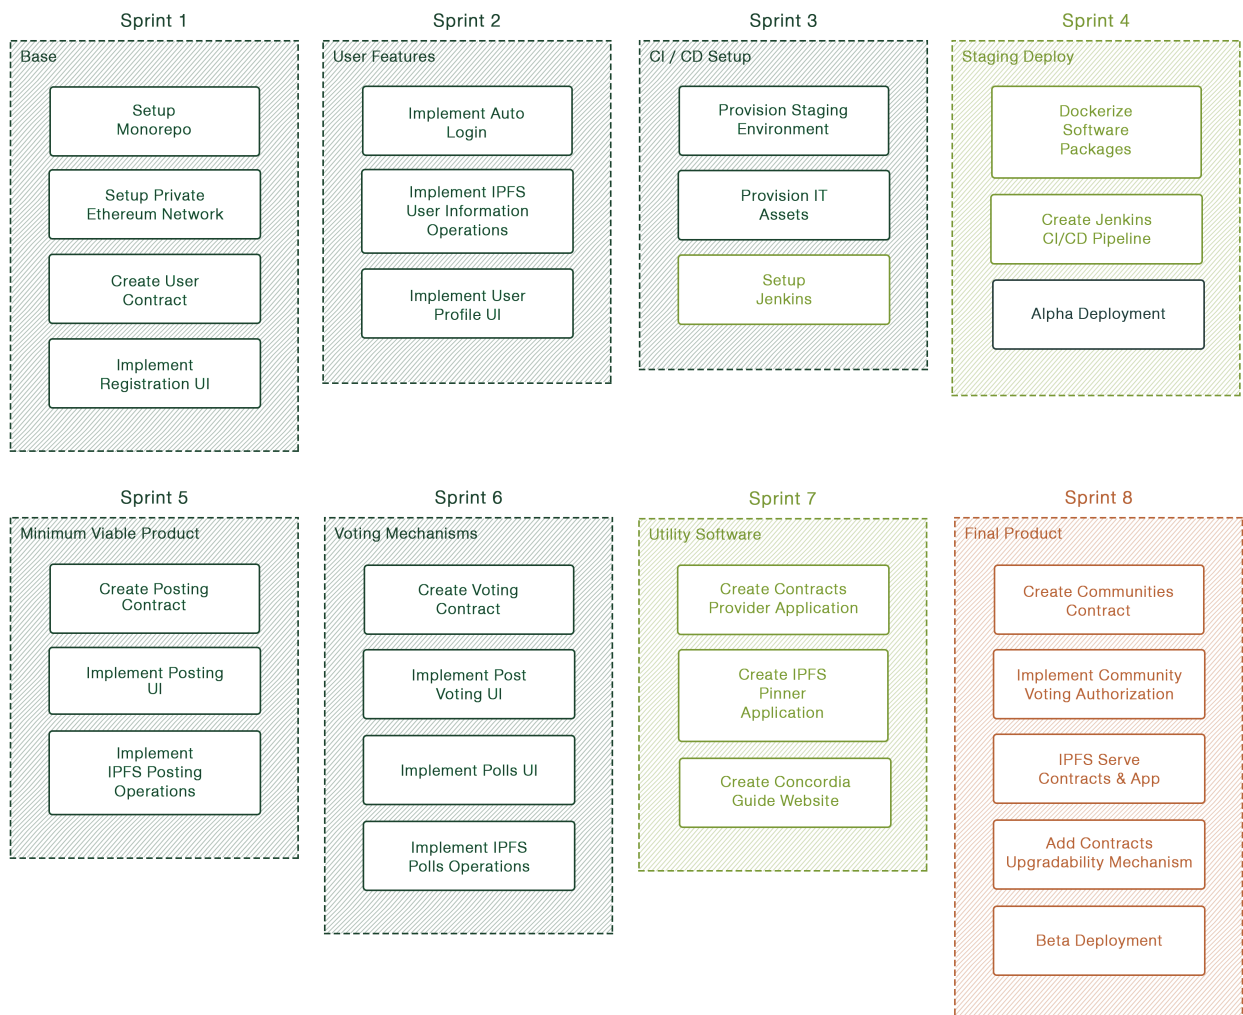 Sprint 1
Base
Setup
Monorepo
Setup Private
Ethereum Network
Create User
Contract
Implement
Registration UI
Sprint 2
User Features
Implement Auto
Login
Implement IPFS
User Information
Operations
Implement User
Profile UI
Sprint 3
CI / CD Setup
Provision Staging
Environment
Provision IT
Assets
Setup
Jenkins
Sprint 4
Staging Deploy
Dockerize
Software
Packages
Create Jenkins
CI/CD Pipeline
Alpha Deployment
Sprint 5
Minimum Viable Product
Create Posting
Contract
Implement Posting
UI
Implement
IPFS Posting
Operations
Sprint 6
Voting Mechanisms
Create Voting
Contract
Implement Post
Voting UI
Implement Polls UI
Implement IPFS
Polls Operations
Sprint 7
Utility Software
Create Contracts
Provider Application
Create IPFS
Pinner
Application
Create Concordia
Guide Website
Sprint 8
Final Product
Create Communities
Contract
Implement Community
Voting Authorization
IPFS Serve
Contracts & App
Add Contracts
Upgradability Mechanism
Beta Deployment